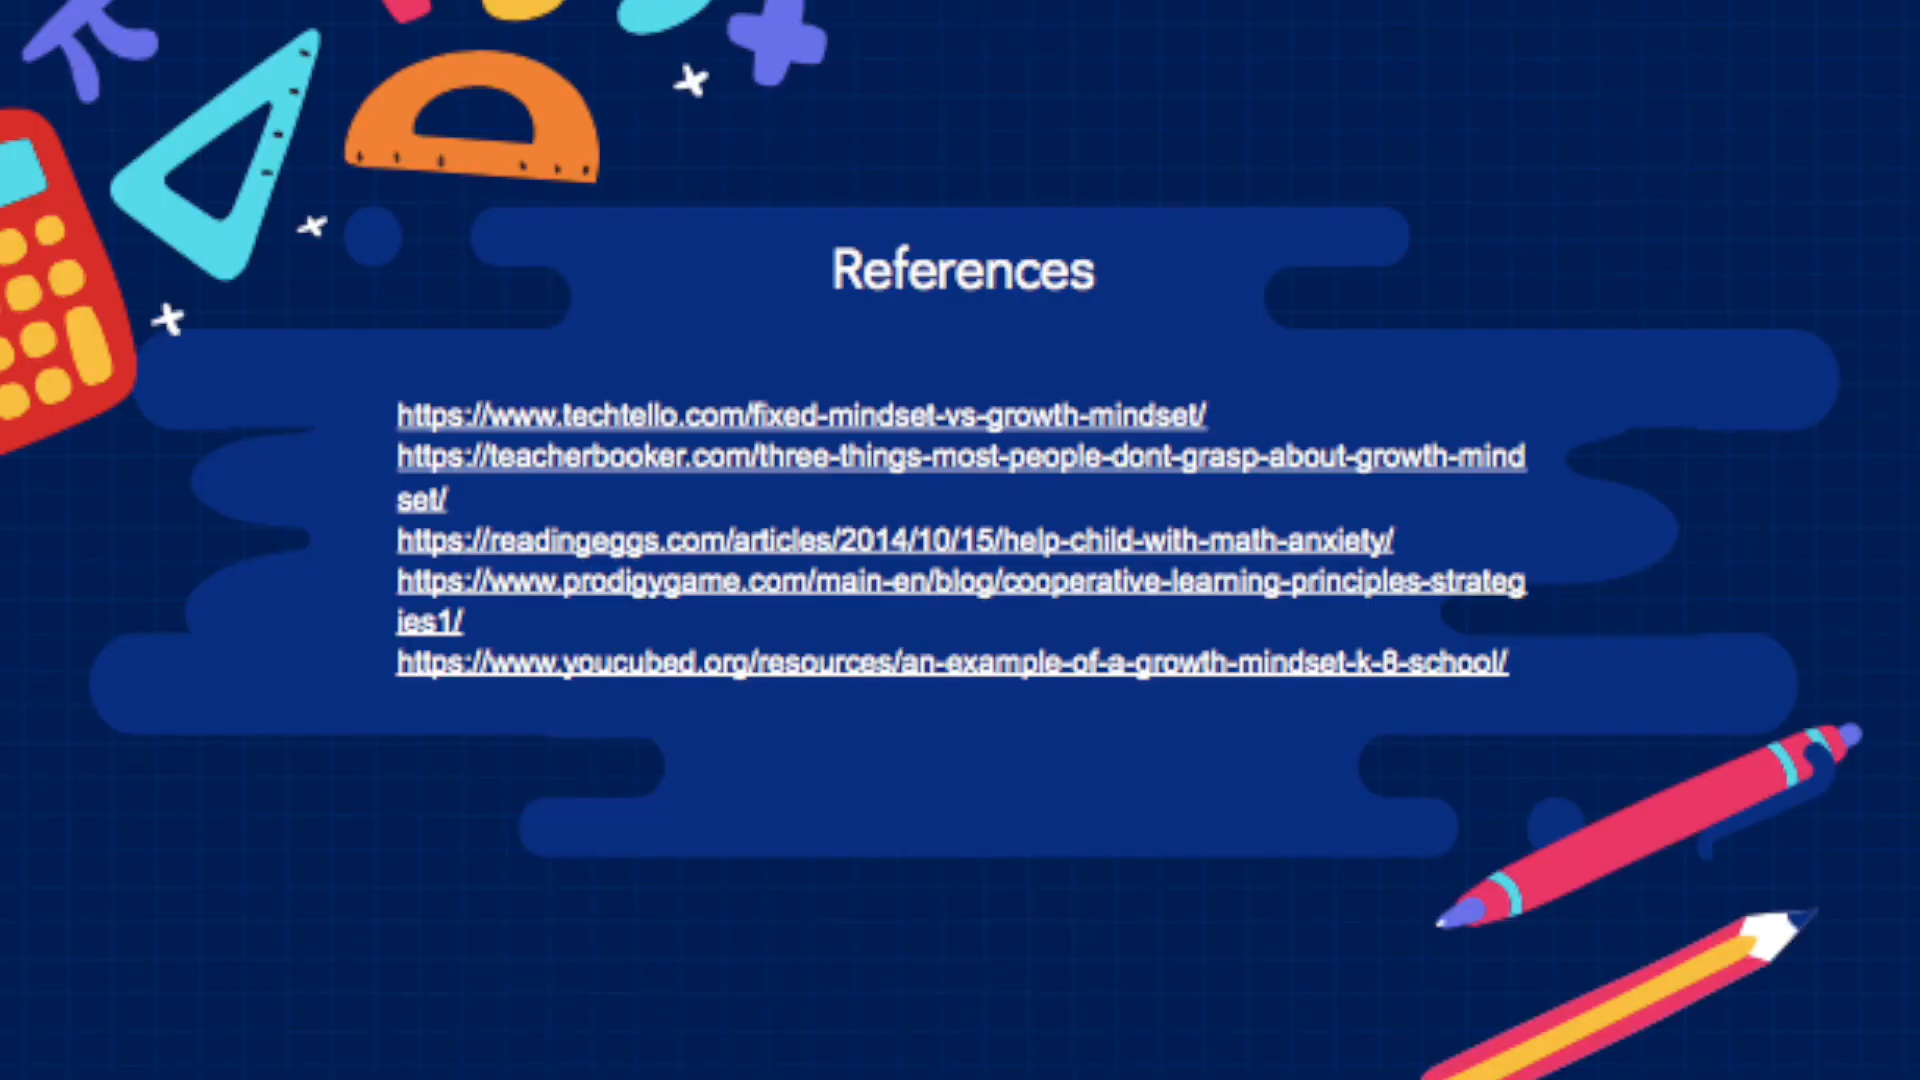 References
https://www.techtello.com/fixed-mindset-vs-growth-mindset/
https://teacherbooker.com/three-things-most-people-dont-grasp-about-growth-mind
set/
https://readingeggs.com/articles/2014/10/15/help-child-with-math-anxiety/
https://www.prodigygame.com/main-en/blog/cooperative-learning-principles-strateg
ies1/
https://www.youcubed.org/resources/an-example-of-a-growth-mindset-k-8-school/